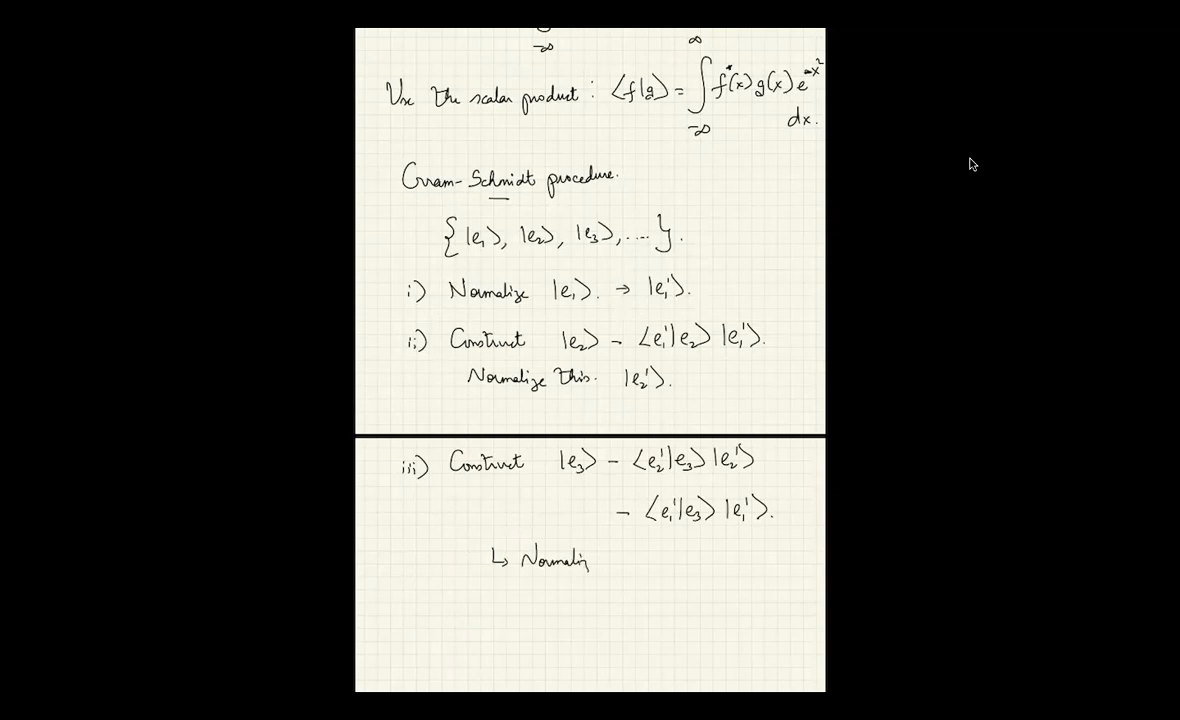 -∞
Use the scalar product : ⟨f|g⟩ = ∫_{-∞}^{∞} f*(x) g(x) e^{-x²} dx.
Gram-Schmidt procedure.
{ |e₁⟩, |e₂⟩, |e₃⟩, .... } .
i) Normalize |e₁⟩. → |e₁'⟩.
ii) Construct |e₂⟩ - ⟨e₁'|e₂⟩ |e₁'⟩.
Normalize this. |e₂'⟩.
iii) Construct |e₃⟩ - ⟨e₂'|e₃⟩ |e₂'⟩
- ⟨e₁'|e₃⟩ |e₁'⟩.
↳ Normaliz